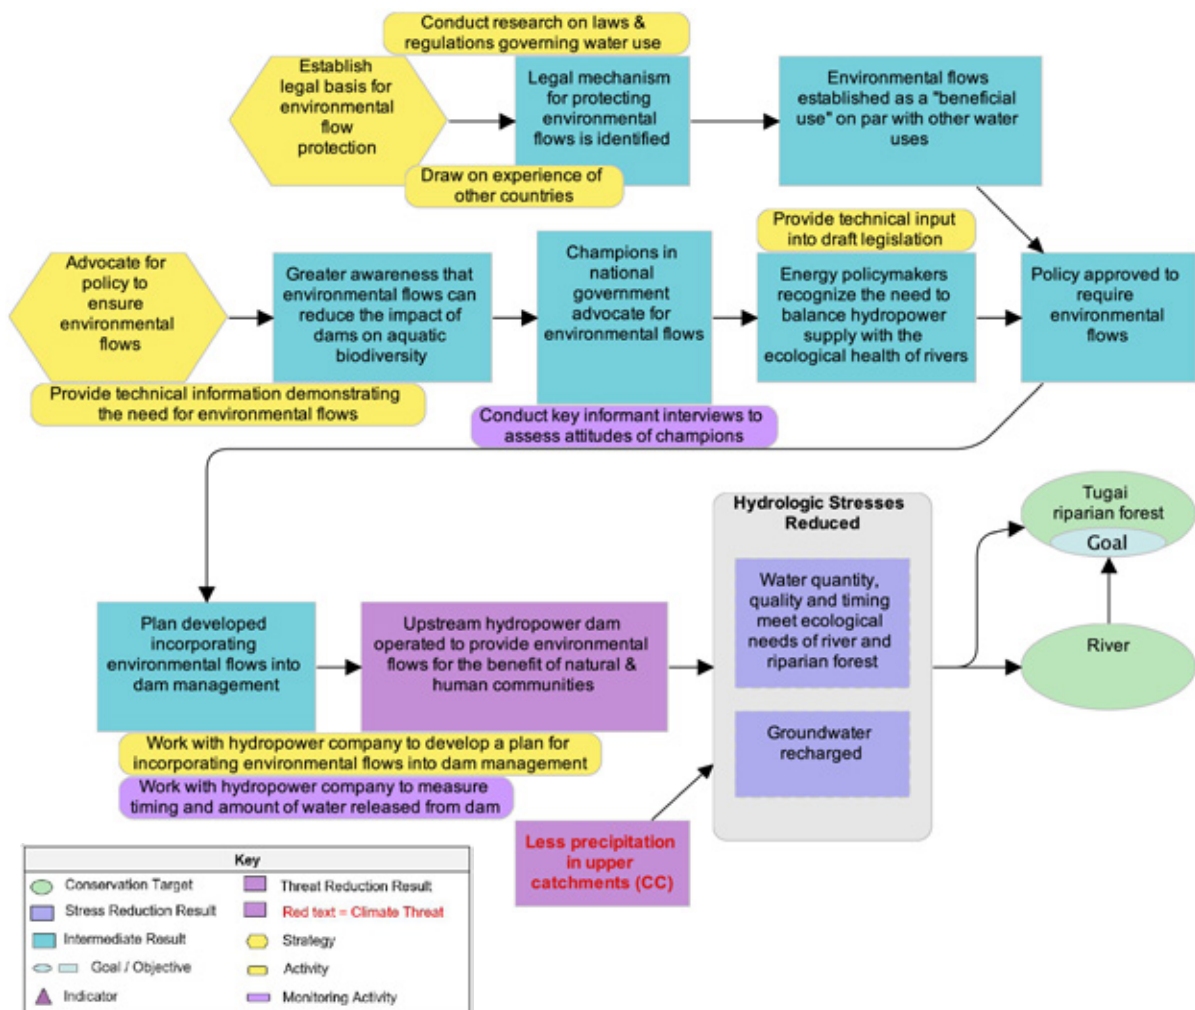 Conduct research on laws &
regulations governing water use
Establish
legal basis for
environmental
flow
protection
Legal mechanism
for protecting
environmental
flows is identified
Environmental flows
established as a "beneficial
use" on par with other water
uses
Draw on experience of
other countries
Provide technical input
into draft legislation
Advocate for
policy to
ensure
environmental
flows
Greater awareness that
environmental flows can
reduce the impact of
dams on aquatic
biodiversity
Champions in
national
government
advocate for
environmental flows
Energy policymakers
recognize the need to
balance hydropower
supply with the
ecological health of rivers
Policy approved to
require
environmental
flows
Provide technical information demonstrating
the need for environmental flows
Conduct key informant interviews to
assess attitudes of champions
Hydrologic Stresses
Reduced
Tugai
riparian forest
Goal
Water quantity,
quality and timing
meet ecological
needs of river and
riparian forest
Plan developed
incorporating
environmental flows into
dam management
Upstream hydropower dam
operated to provide environmental
flows for the benefit of natural &
human communities
River
Groundwater
recharged
Work with hydropower company to develop a plan for
incorporating environmental flows into dam management
Work with hydropower company to measure
timing and amount of water released from dam
Less precipitation
in upper
catchments (CC)
Key
Conservation Target
Threat Reduction Result
Stress Reduction Result
Red text = Climate Threat
Intermediate Result
Strategy
Goal / Objective
Activity
Indicator
Monitoring Activity